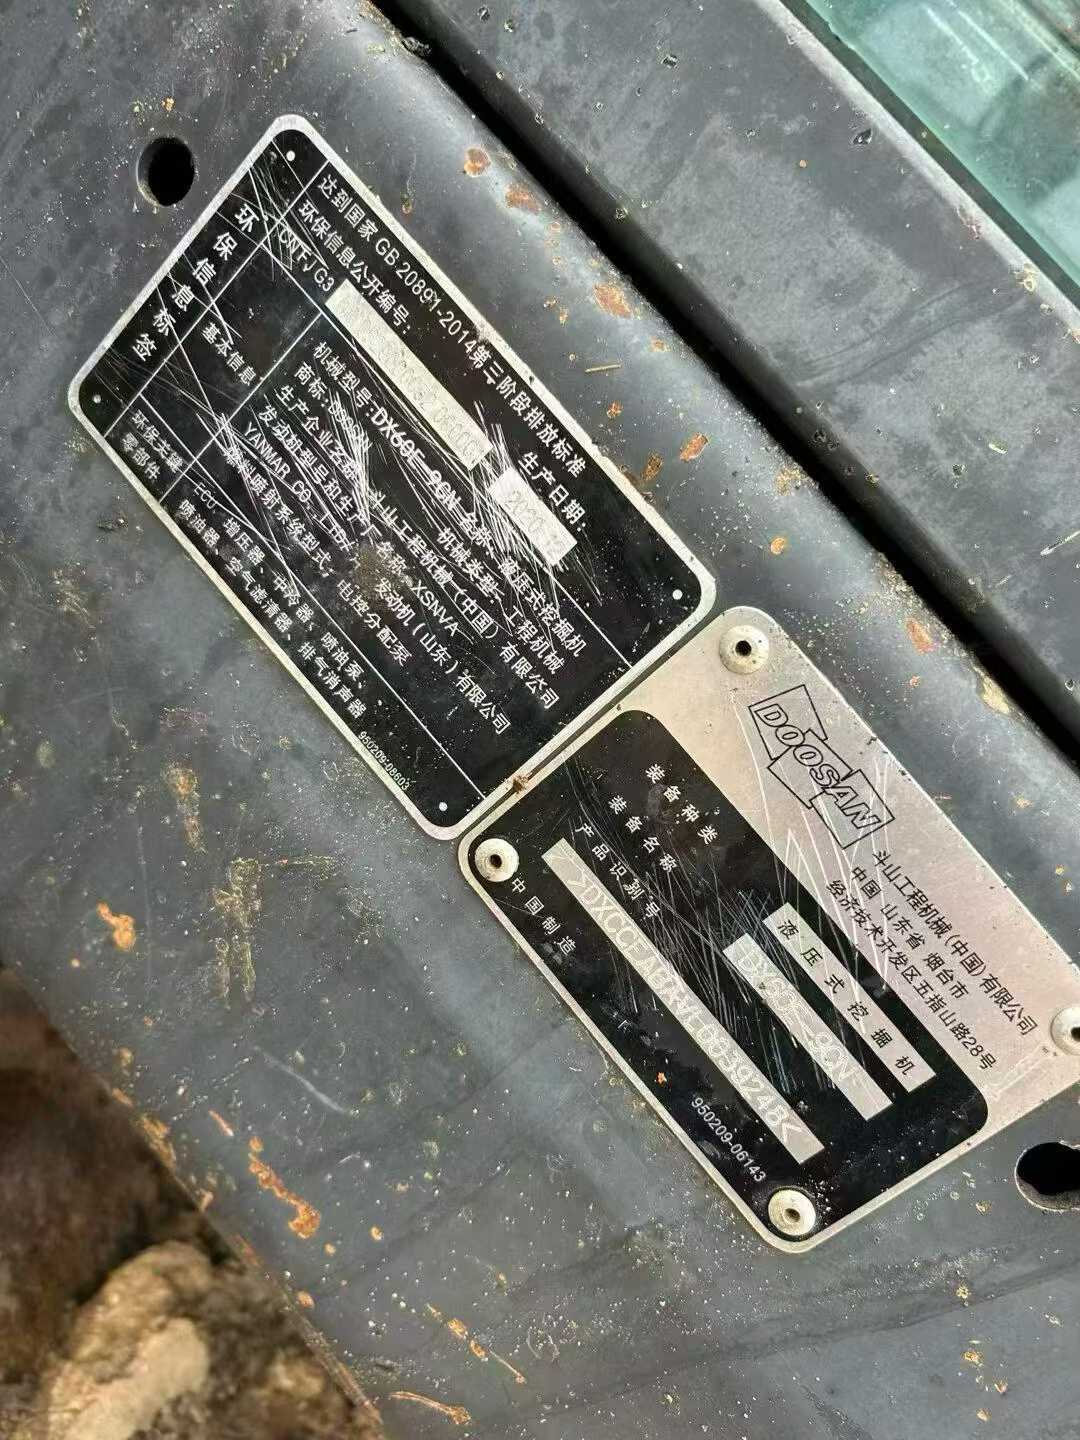 环保信息标签
达到国家GB 20891-2014第三阶段排放标准
环保信息公开编号:
生产日期:
CN FJ G3
2020.12
基本信息
机械型号:DX60E-9CN 名称:液压式挖掘机
商标:DOOSAN 机械类型:工程机械
生产企业名称:斗山工程机械(中国)有限公司
发动机型号和生产 名称:XSNVA
YANMAR CO.,LTD/ 发动机(山东)有限公司
燃料喷射系统型式:电控分配泵
环保关键
零部件
ECU、增压器、中冷器、喷油泵、
喷油器、空气滤清器、排气消声器
950209-08603
DOOSAN
斗山工程机械(中国)有限公司
中国 山东省 烟台市
经济技术开发区五指山路28号
装备种类
液压式挖掘机
装备名称
DX60E-9CN
产品识别号
中国制造
950209-06143